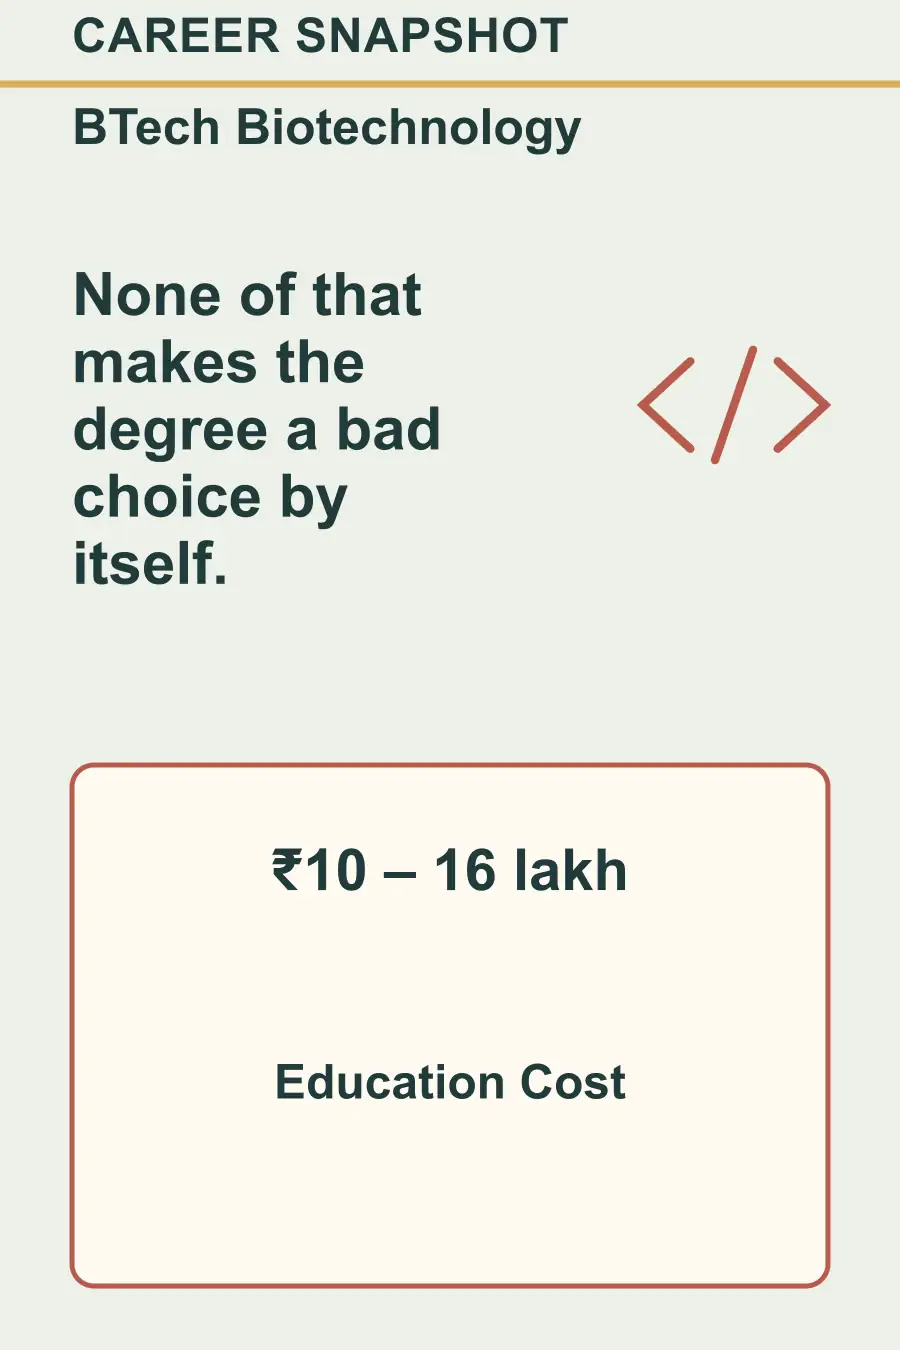 CAREER SNAPSHOT
BTech Biotechnology
None of that
makes the
degree a bad
choice by
itself.
₹10 – 16 lakh
Education Cost